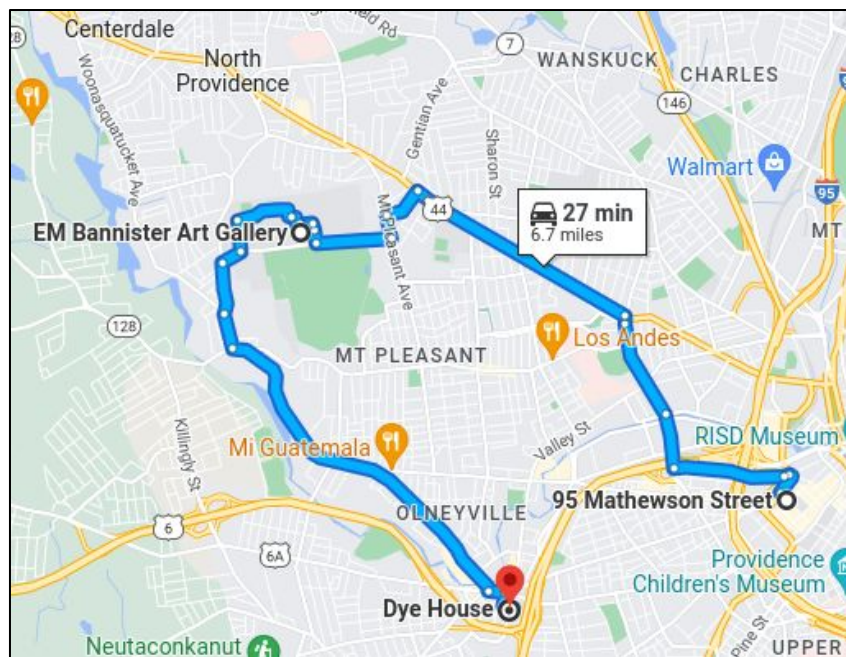 Centerdale
North
Providence
Woonasquatucket Ave
7
WANSKUCK
CHARLES
146
Gentian Ave
Sharon St
Walmart
95
EM Bannister Art Gallery
Mt Pleasant Ave
44
27 min
6.7 miles
128
MT PLEASANT
Los Andes
Killingly St
Mi Guatemala
Valley St
RISD Museum
95 Mathewson Street
OLNEYVILLE
6
6A
Dye House
Providence
Children's Museum
Pine St
Neutaconkanut
UPPER